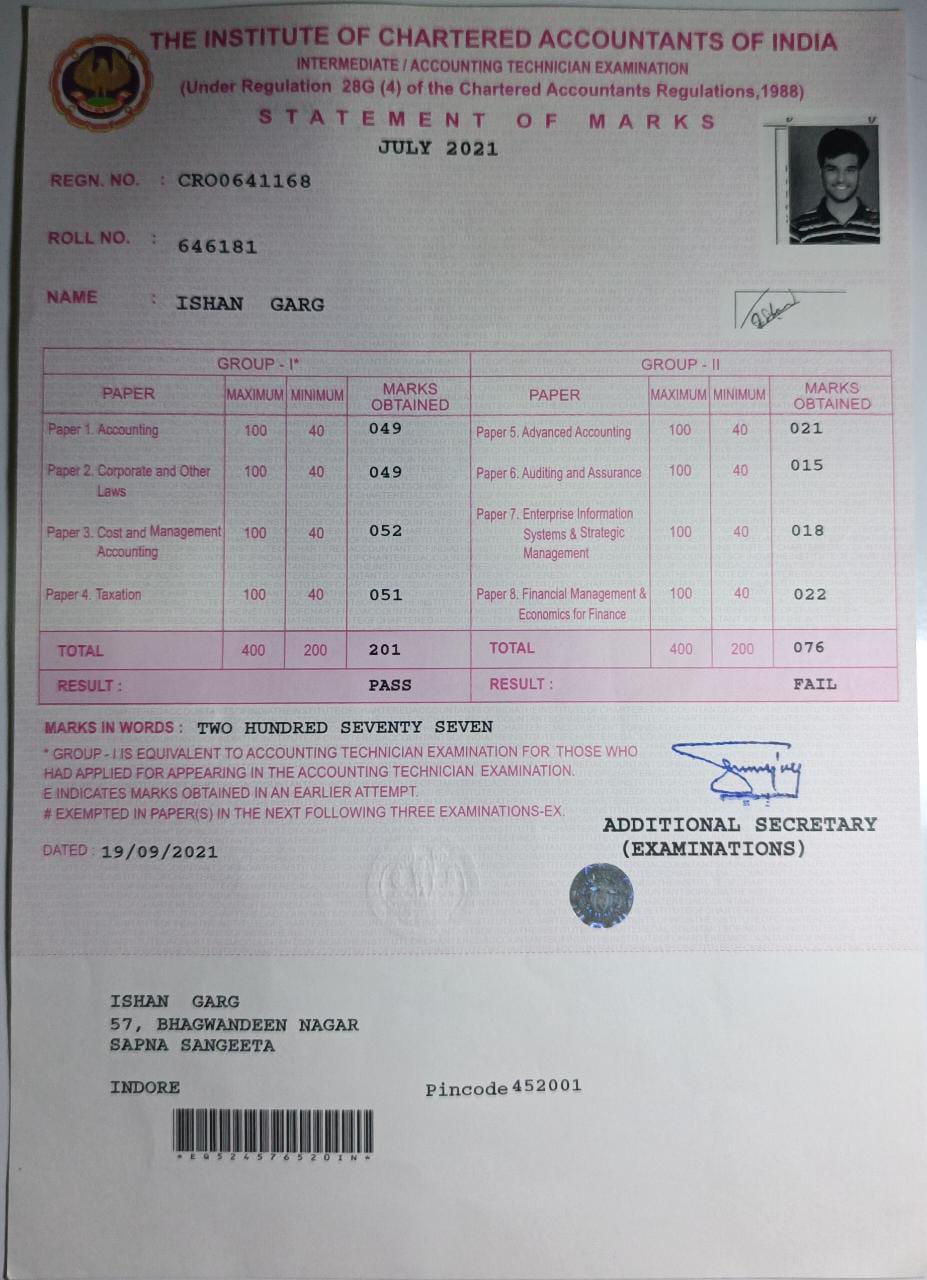 THE INSTITUTE OF CHARTERED ACCOUNTANTS OF INDIA
INTERMEDIATE / ACCOUNTING TECHNICIAN EXAMINATION
(Under Regulation 28G (4) of the Chartered Accountants Regulations,1988)
STATEMENT OF MARKS
JULY 2021
REGN. NO. : CRO0641168
ROLL NO. : 646181
NAME : ISHAN GARG
GROUP - I* GROUP - II
PAPER MAXIMUM MINIMUM MARKS OBTAINED PAPER MAXIMUM MINIMUM MARKS OBTAINED
Paper 1. Accounting 100 40 049 Paper 5. Advanced Accounting 100 40 021
Paper 2. Corporate and Other Laws 100 40 049 Paper 6. Auditing and Assurance 100 40 015
Paper 3. Cost and Management Accounting 100 40 052 Paper 7. Enterprise Information Systems & Strategic Management 100 40 018
Paper 4. Taxation 100 40 051 Paper 8. Financial Management & Economics for Finance 100 40 022
TOTAL 400 200 201 TOTAL 400 200 076
RESULT : PASS RESULT : FAIL
MARKS IN WORDS : TWO HUNDRED SEVENTY SEVEN
* GROUP - I IS EQUIVALENT TO ACCOUNTING TECHNICIAN EXAMINATION FOR THOSE WHO
HAD APPLIED FOR APPEARING IN THE ACCOUNTING TECHNICIAN EXAMINATION.
E INDICATES MARKS OBTAINED IN AN EARLIER ATTEMPT.
# EXEMPTED IN PAPER(S) IN THE NEXT FOLLOWING THREE EXAMINATIONS-EX.
ADDITIONAL SECRETARY
(EXAMINATIONS)
DATED : 19/09/2021
ISHAN GARG
57, BHAGWANDEEN NAGAR
SAPNA SANGEETA
INDORE Pincode 452001
*EQ524576520IN*